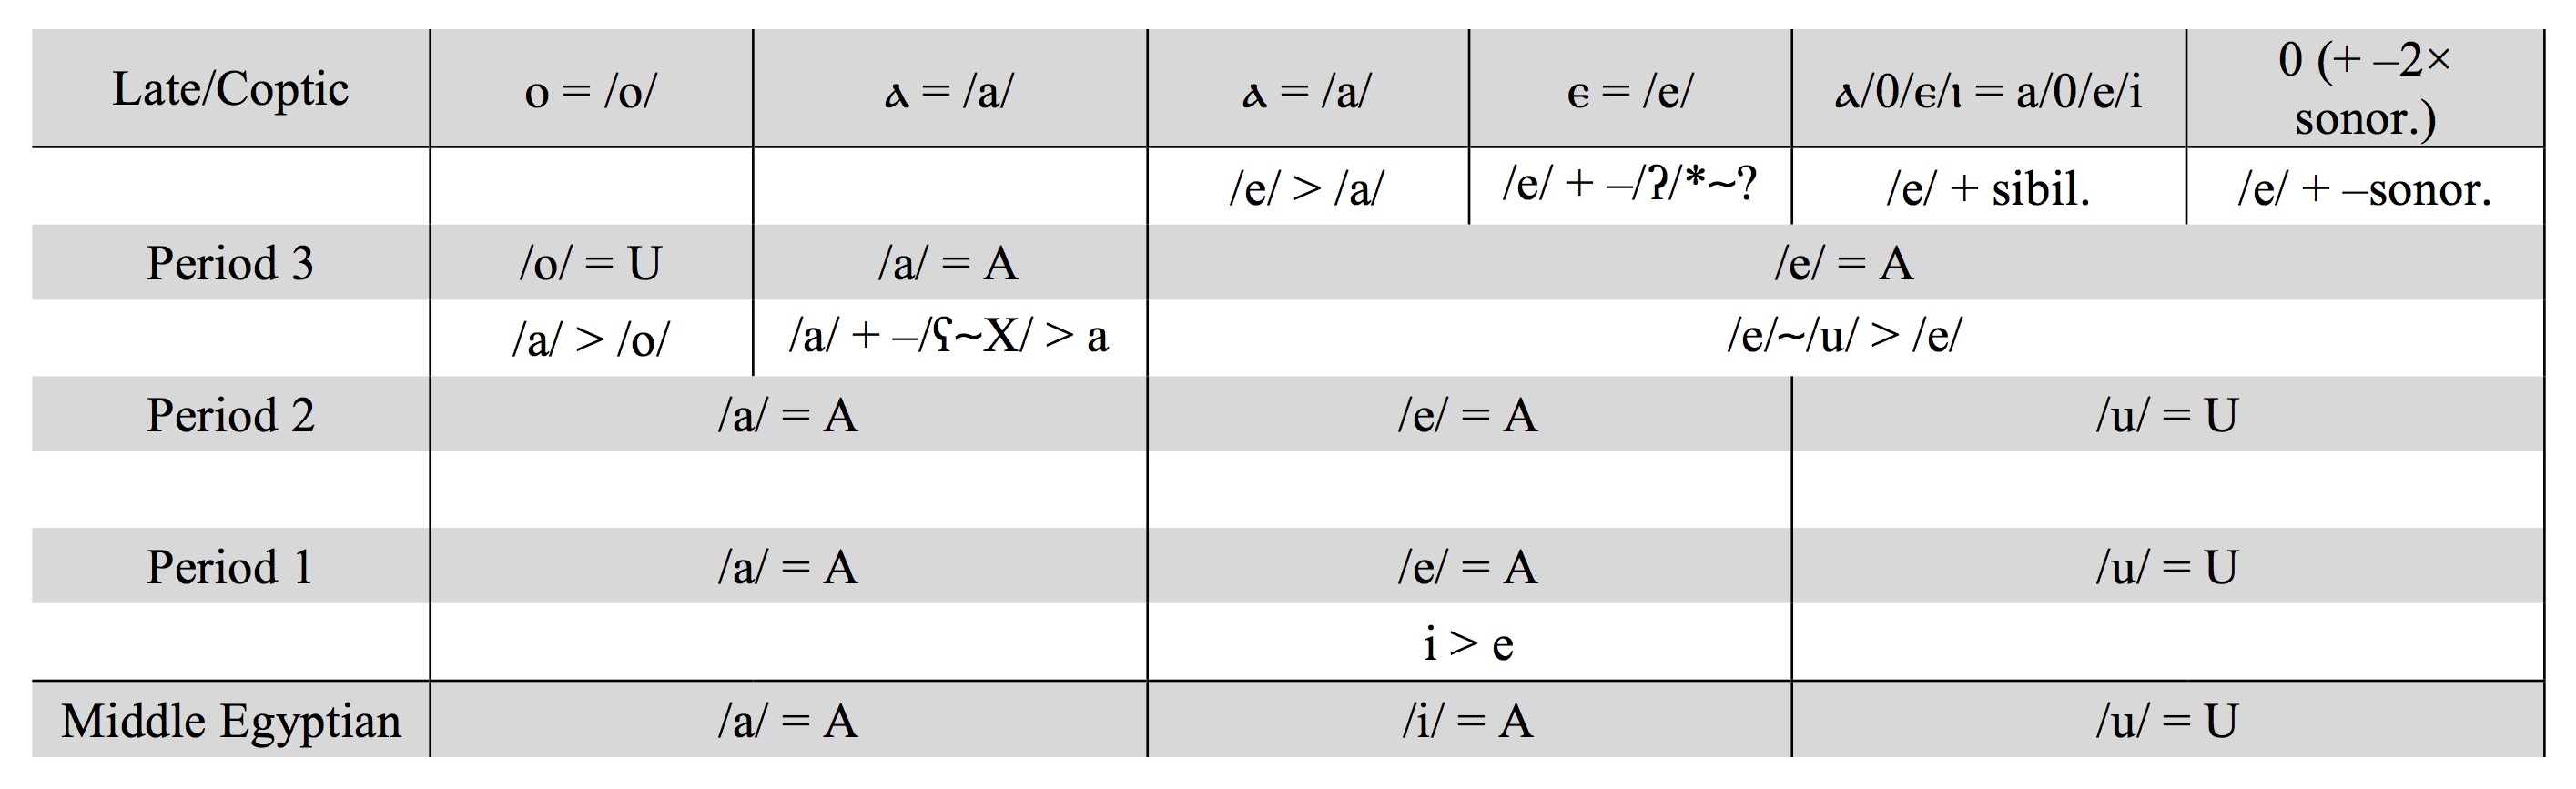 Late/Coptic ⲟ = /o/ ⲁ = /a/ ⲁ = /a/ ⲉ = /e/ ⲁ/0/ⲉ/ⲓ = a/0/e/i 0 (+ –2×
sonor.)
/e/ > /a/ /e/ + –/ʔ/*~? /e/ + sibil. /e/ + –sonor.
Period 3 /o/ = U /a/ = A /e/ = A
/a/ > /o/ /a/ + –/ʕ~X/ > a /e/~/u/ > /e/
Period 2 /a/ = A /e/ = A /u/ = U
Period 1 /a/ = A /e/ = A /u/ = U
i > e
Middle Egyptian /a/ = A /i/ = A /u/ = U